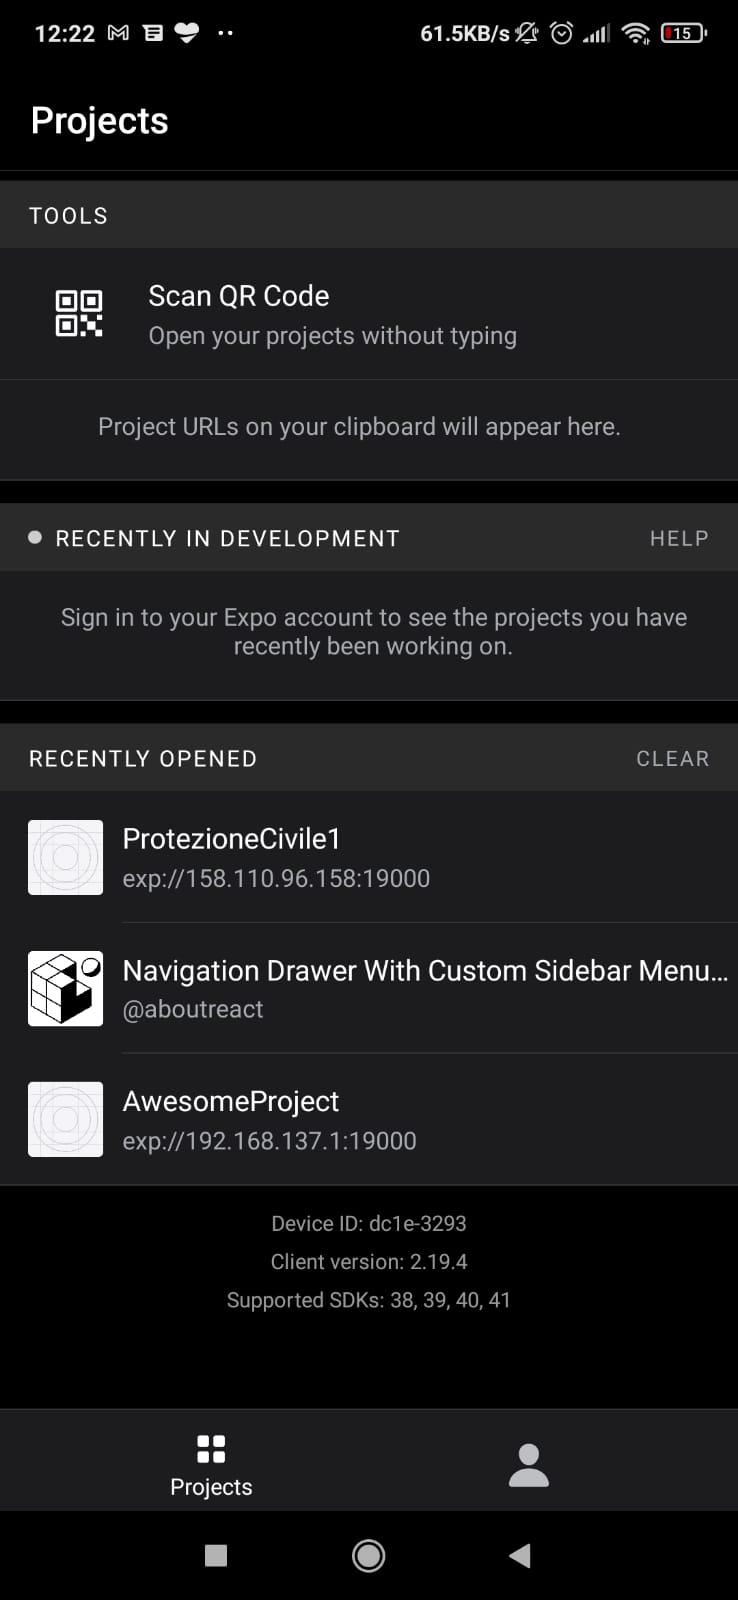 12:22 61.5KB/s 15
Projects
TOOLS
Scan QR Code
Open your projects without typing
Project URLs on your clipboard will appear here.
RECENTLY IN DEVELOPMENT HELP
Sign in to your Expo account to see the projects you have
recently been working on.
RECENTLY OPENED CLEAR
ProtezioneCivile1
exp://158.110.96.158:19000
Navigation Drawer With Custom Sidebar Menu...
@aboutreact
AwesomeProject
exp://192.168.137.1:19000
Device ID: dc1e-3293
Client version: 2.19.4
Supported SDKs: 38, 39, 40, 41
Projects